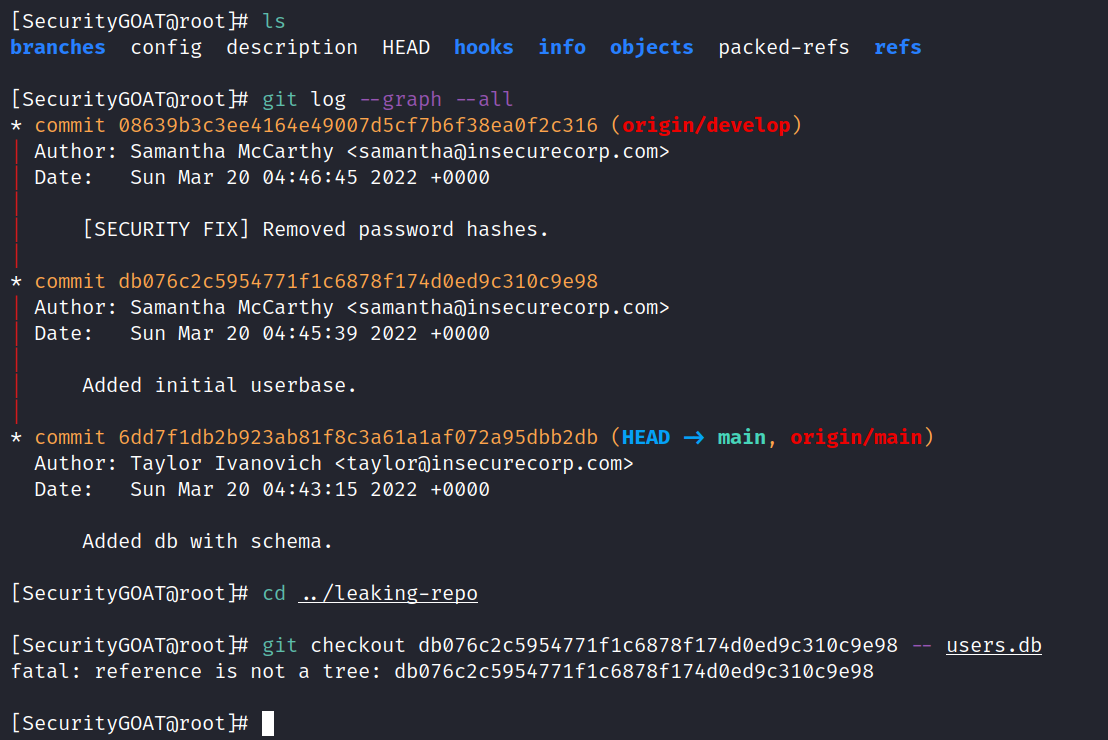 [SecurityGOAT@root]# ls
branches  config  description  HEAD  hooks  info  objects  packed-refs  refs
[SecurityGOAT@root]# git log --graph --all
* commit 08639b3c3ee4164e49007d5cf7b6f38ea0f2c316 (origin/develop)
| Author: Samantha McCarthy <samantha@insecurecorp.com>
| Date:   Sun Mar 20 04:46:45 2022 +0000
|
|     [SECURITY FIX] Removed password hashes.
|
* commit db076c2c5954771f1c6878f174d0ed9c310c9e98
| Author: Samantha McCarthy <samantha@insecurecorp.com>
| Date:   Sun Mar 20 04:45:39 2022 +0000
|
|     Added initial userbase.
|
* commit 6dd7f1db2b923ab81f8c3a61a1af072a95dbb2db (HEAD -> main, origin/main)
  Author: Taylor Ivanovich <taylor@insecurecorp.com>
  Date:   Sun Mar 20 04:43:15 2022 +0000
      Added db with schema.
[SecurityGOAT@root]# cd ../leaking-repo
[SecurityGOAT@root]# git checkout db076c2c5954771f1c6878f174d0ed9c310c9e98 -- users.db
fatal: reference is not a tree: db076c2c5954771f1c6878f174d0ed9c310c9e98
[SecurityGOAT@root]#